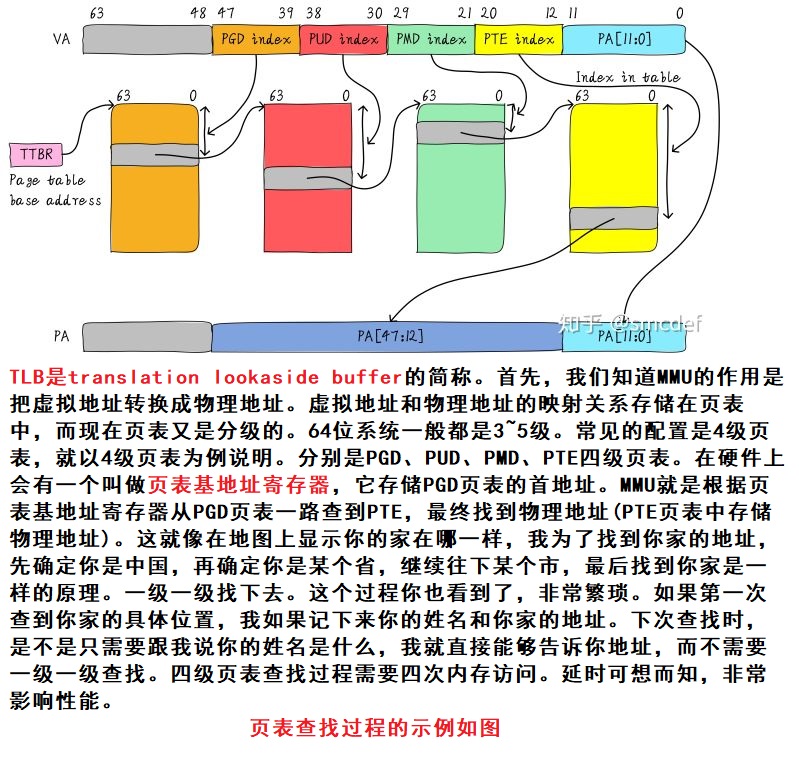 63 48 47 39 38 30 29 21 20 12 11 0
VA PGD index PUD index PMD index PTE index PA[11:0]
Index in table
63 0 63 0 63 0 63 0
TTBR
Page table
base address
知乎 @smcdef
PA PA[47:12] PA[11:0]
TLB是translation lookaside buffer的简称。首先，我们知道MMU的作用是
把虚拟地址转换成物理地址。虚拟地址和物理地址的映射关系存储在页表
中，而现在页表又是分级的。64位系统一般都是3~5级。常见的配置是4级页
表，就以4级页表为例说明。分别是PGD、PUD、PMD、PTE四级页表。在硬件上
会有一个叫做页表基地址寄存器，它存储PGD页表的首地址。MMU就是根据页
表基地址寄存器从PGD页表一路查到PTE，最终找到物理地址(PTE页表中存储
物理地址)。这就像在地图上显示你的家在哪一样，我为了找到你家的地址，
先确定你是中国，再确定你是某个省，继续往下某个市，最后找到你家是一
样的原理。一级一级找下去。这个过程你也看到了，非常繁琐。如果第一次
查到你家的具体位置，我如果记下来你的姓名和你家的地址。下次查找时，
是不是只需要跟我说你的姓名是什么，我就直接能够告诉你地址，而不需要
一级一级查找。四级页表查找过程需要四次内存访问。延时可想而知，非常
影响性能。
页表查找过程的示例如图